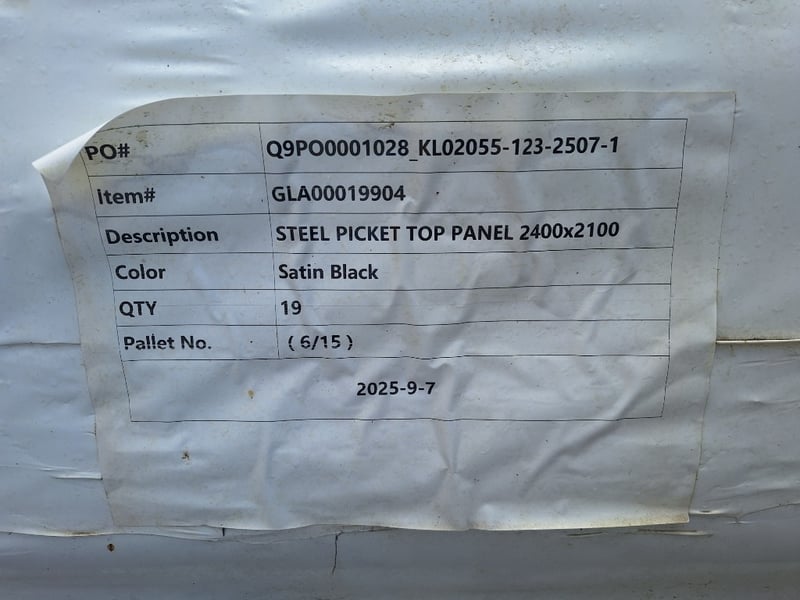 PO# Q9PO0001028_KL02055-123-2507-1
Item# GLA00019904
Description STEEL PICKET TOP PANEL 2400x2100
Color Satin Black
QTY 19
Pallet No. ( 6/15 )
2025-9-7